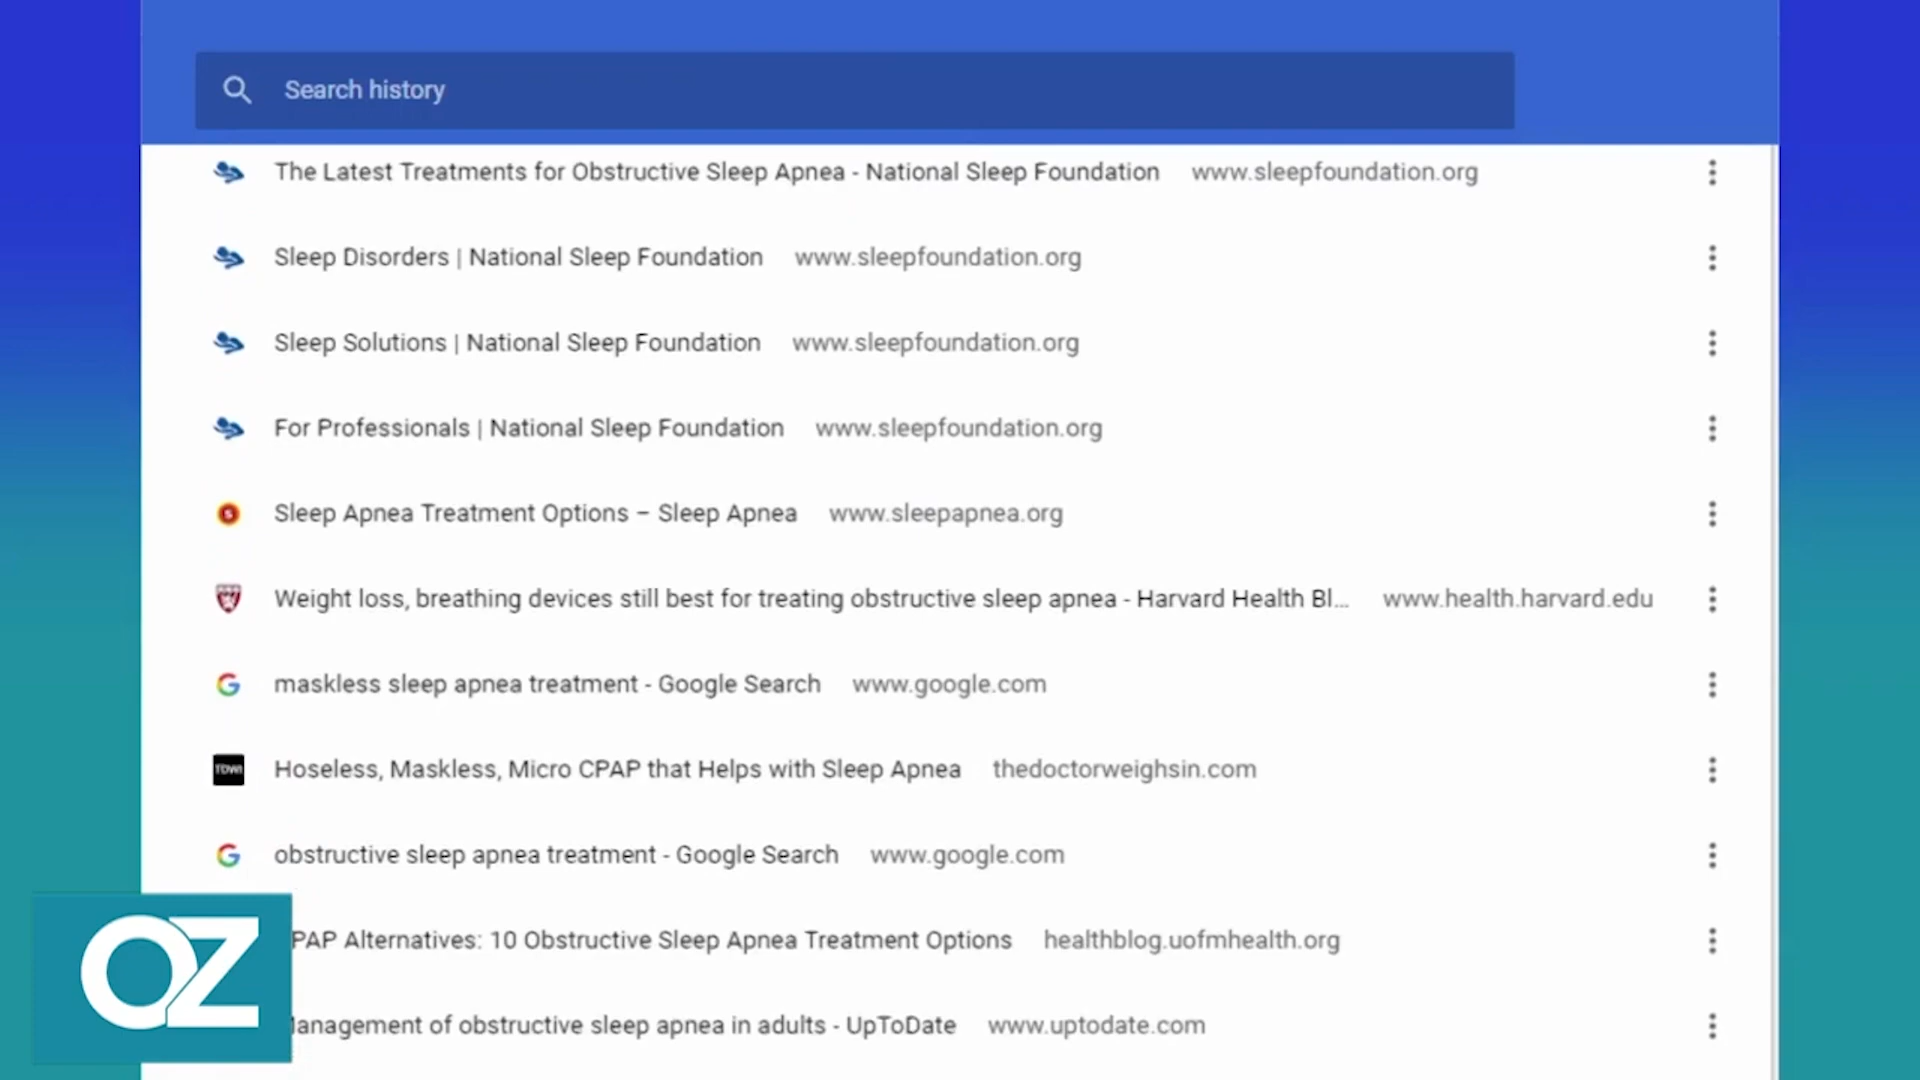 Search history
The Latest Treatments for Obstructive Sleep Apnea - National Sleep Foundation www.sleepfoundation.org
Sleep Disorders | National Sleep Foundation www.sleepfoundation.org
Sleep Solutions | National Sleep Foundation www.sleepfoundation.org
For Professionals | National Sleep Foundation www.sleepfoundation.org
S Sleep Apnea Treatment Options – Sleep Apnea www.sleepapnea.org
Weight loss, breathing devices still best for treating obstructive sleep apnea - Harvard Health Bl... www.health.harvard.edu
G maskless sleep apnea treatment - Google Search www.google.com
TDWI Hoseless, Maskless, Micro CPAP that Helps with Sleep Apnea thedoctorweighsin.com
G obstructive sleep apnea treatment - Google Search www.google.com
PAP Alternatives: 10 Obstructive Sleep Apnea Treatment Options healthblog.uofmhealth.org
anagement of obstructive sleep apnea in adults - UpToDate www.uptodate.com
OZ